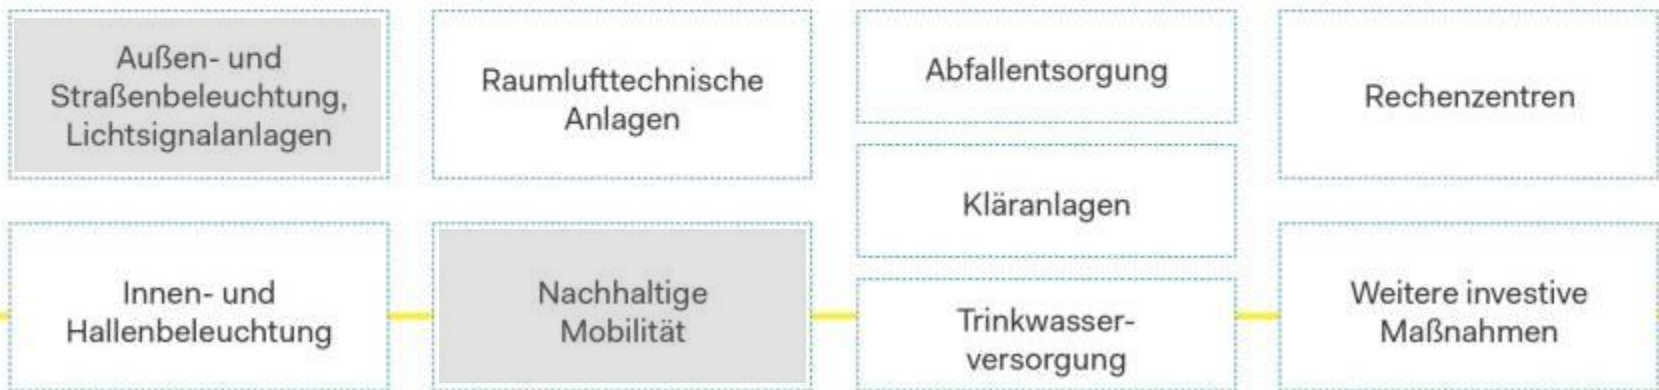 Außen- und
Straßenbeleuchtung,
Lichtsignalanlagen
Raumlufttechnische
Anlagen
Abfallentsorgung
Rechenzentren
Kläranlagen
Innen- und
Hallenbeleuchtung
Nachhaltige
Mobilität
Trinkwasser-
versorgung
Weitere investive
Maßnahmen